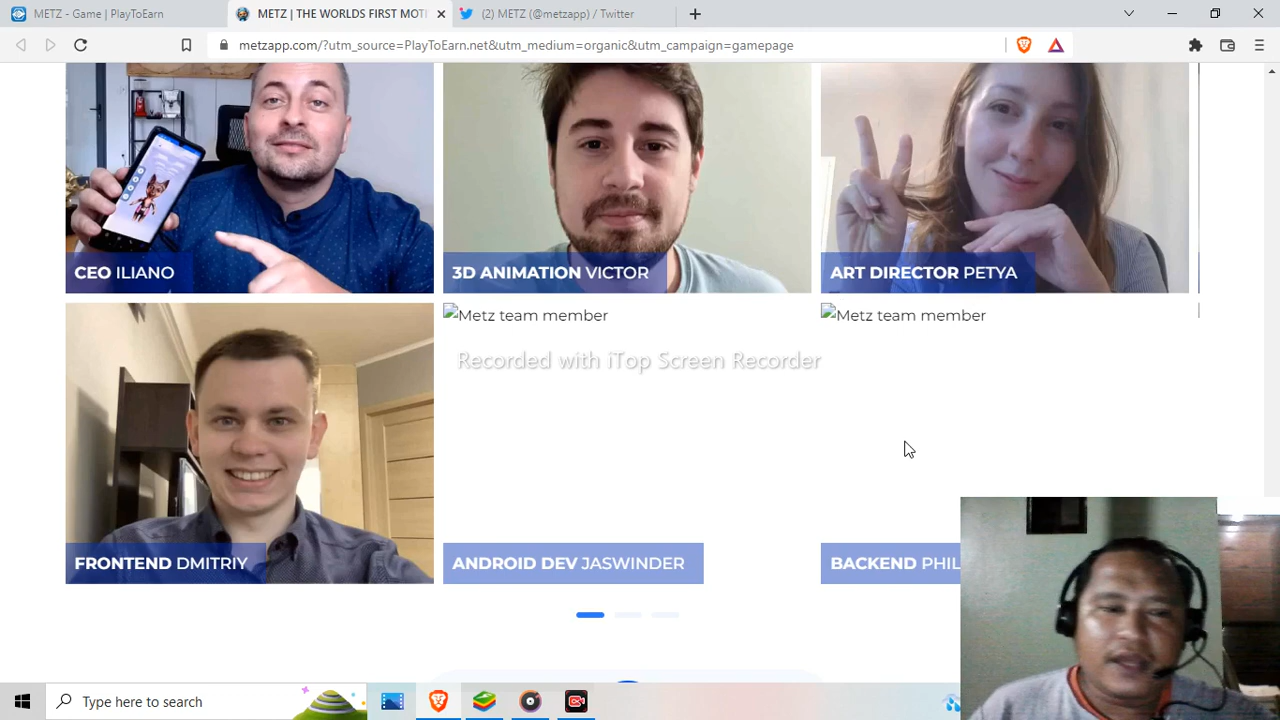 METZ - Game | PlayToEarn
METZ | THE WORLDS FIRST MOT
(2) METZ (@metzapp) / Twitter
metzapp.com/?utm_source=PlayToEarn.net&utm_medium=organic&utm_campaign=gamepage
CEO ILIANO
3D ANIMATION VICTOR
ART DIRECTOR PETYA
Metz team member
Metz team member
Recorded with iTop Screen Recorder
FRONTEND DMITRIY
ANDROID DEV JASWINDER
BACKEND PHIL
Type here to search